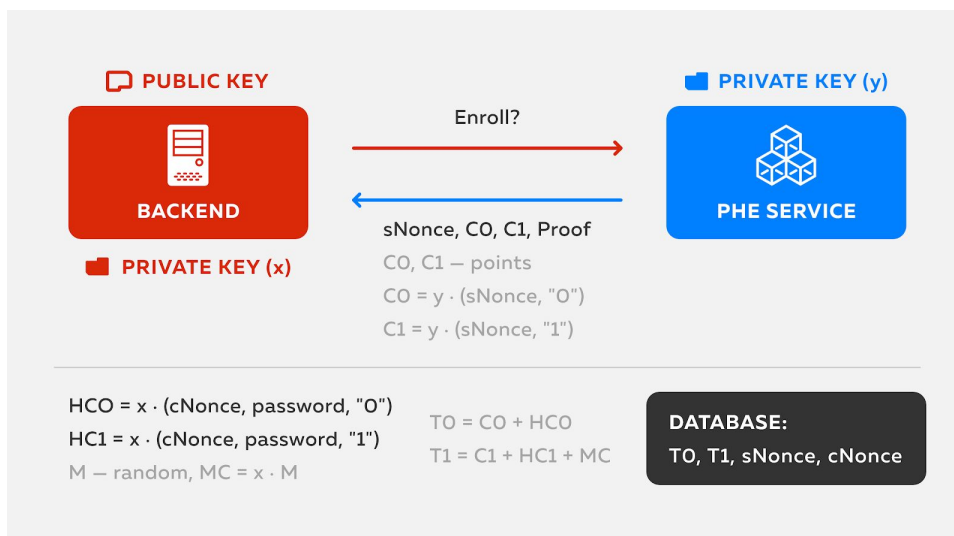 PUBLIC KEY
PRIVATE KEY (y)
Enroll?
BACKEND
PHE SERVICE
sNonce, C0, C1, Proof
PRIVATE KEY (x)
C0, C1 — points
C0 = y · (sNonce, "0")
C1 = y · (sNonce, "1")
HC0 = x · (cNonce, password, "0")
HC1 = x · (cNonce, password, "1")
M — random, MC = x · M
T0 = C0 + HC0
T1 = C1 + HC1 + MC
DATABASE:
T0, T1, sNonce, cNonce